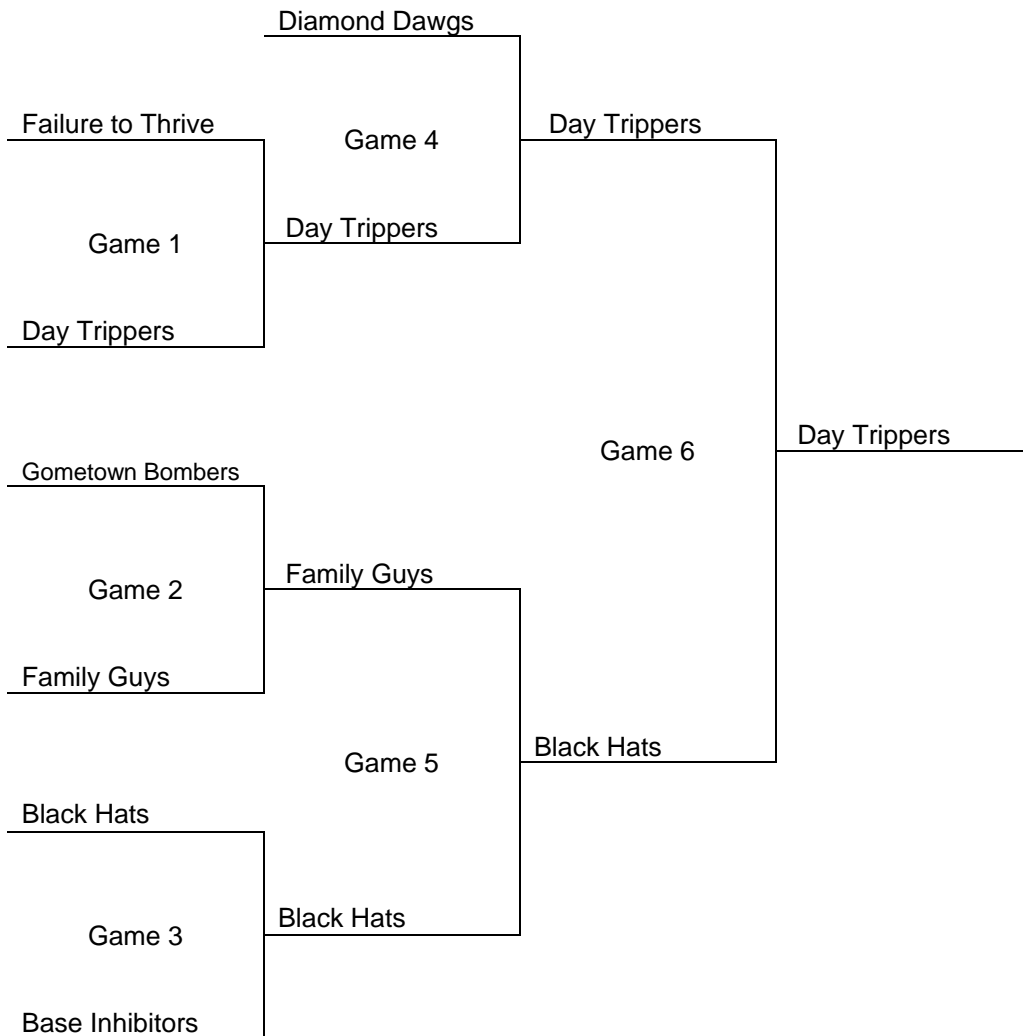 Diamond Dawgs
Failure to Thrive
Game 4
Day Trippers
Game 1
Day Trippers
Day Trippers
Gometown Bombers
Game 6
Day Trippers
Game 2
Family Guys
Family Guys
Game 5
Black Hats
Black Hats
Game 3
Black Hats
Base Inhibitors